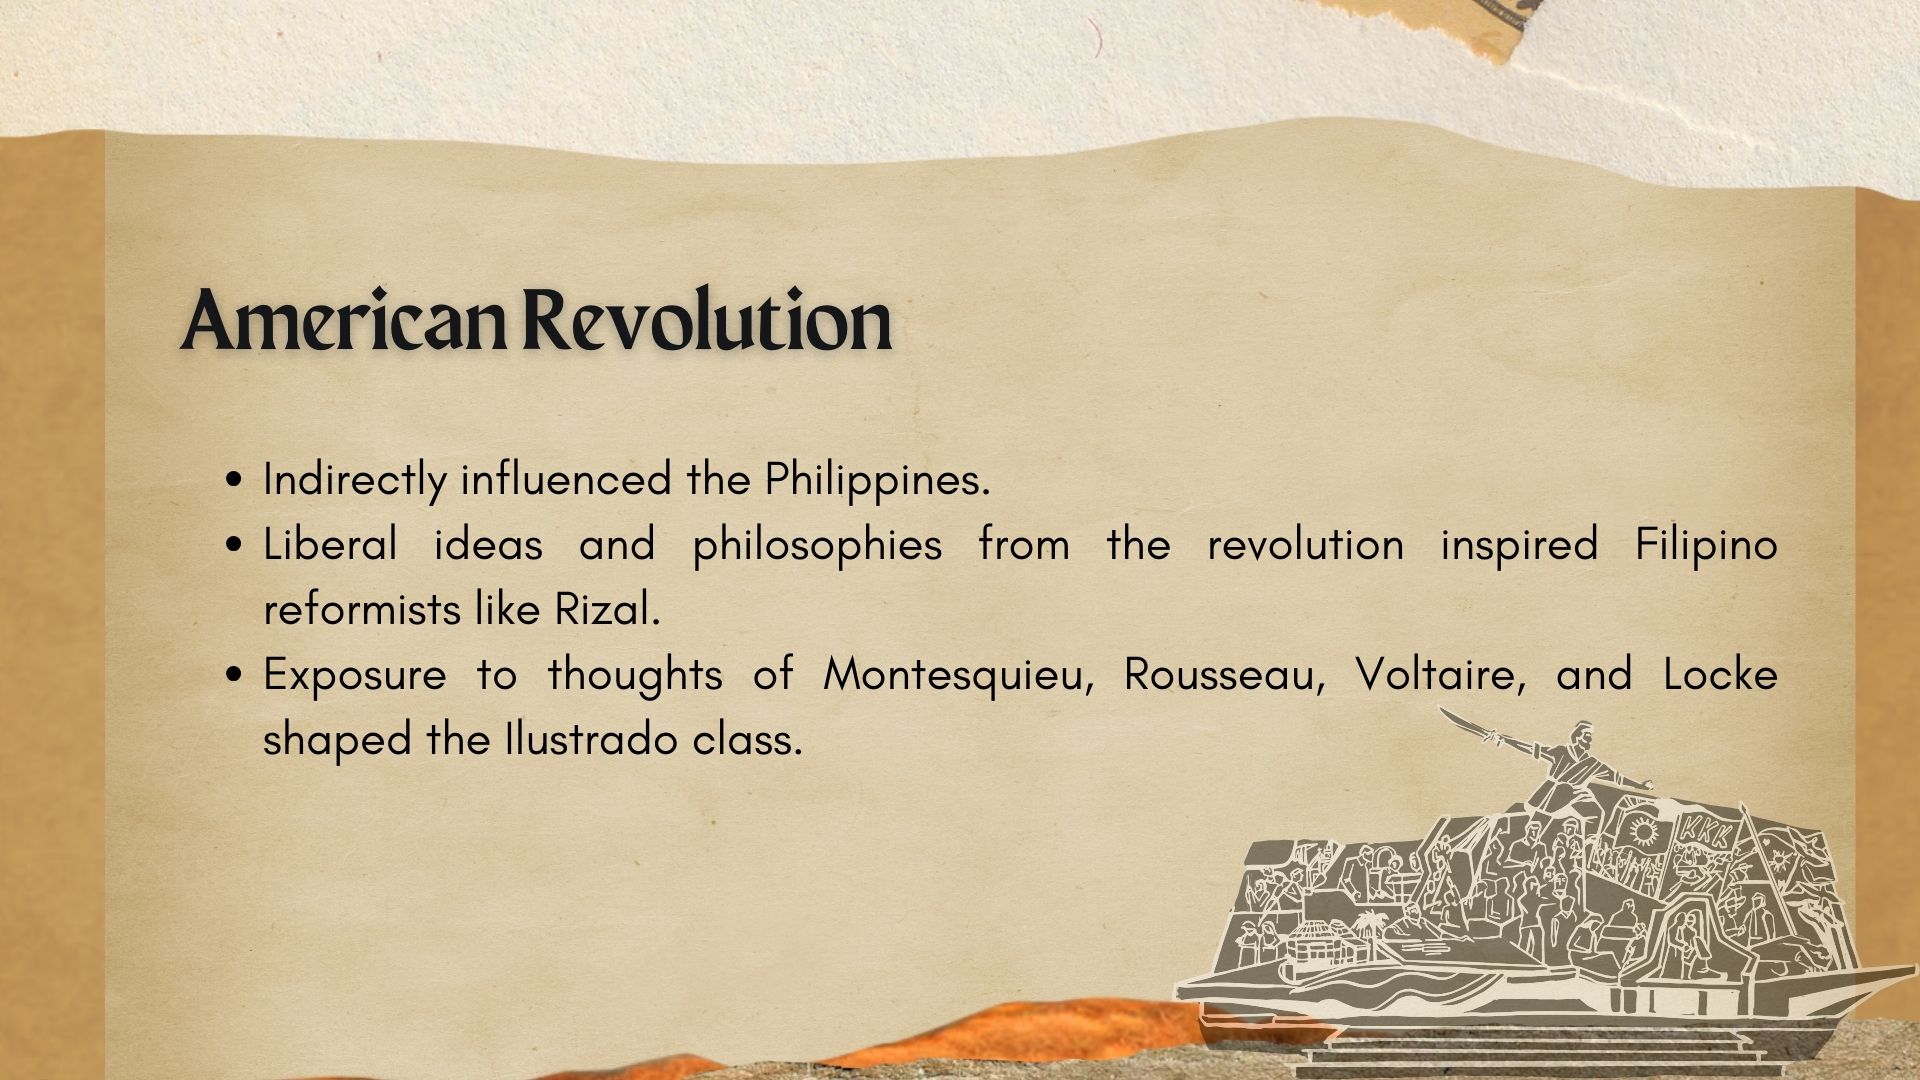 American Revolution
• Indirectly influenced the Philippines.
• Liberal ideas and philosophies from the revolution inspired Filipino
reformists like Rizal.
• Exposure to thoughts of Montesquieu, Rousseau, Voltaire, and Locke
shaped the Ilustrado class.
KKK